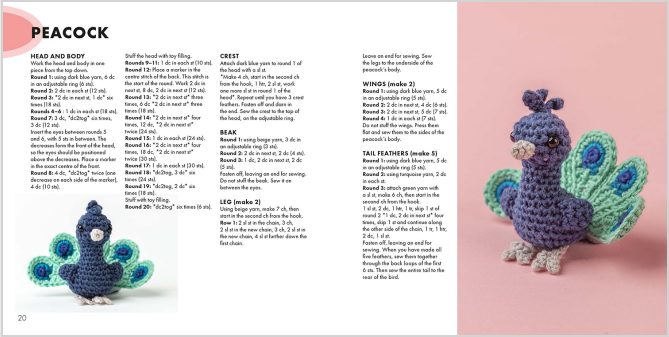 PEACOCK
HEAD AND BODY
Work the head and body in one
piece from the top down.
Round 1: using dark blue yarn, 6 dc
in an adjustable ring (6 sts).
Round 2: 2 dc in each st (12 sts).
Round 3: *2 dc in next st, 1 dc* six
times (18 sts).
Rounds 4–6 : 1 dc in each st (18 sts).
Round 7: 3 dc, *dc2tog* three times,
3 dc (12 sts).
Insert the eyes between rounds 5
and 6, with 5 sts in between. The
decreases form the front of the head,
so the eyes should be positioned
above the decreases. Place a marker
in the exact centre of the front.
Round 8: 4 dc, *dc2tog* twice (one
decrease on each side of the marker),
4 dc (10 sts).
Stuff the head with toy filling.
Rounds 9–11: 1 dc in each st (10 sts).
Round 12: Place a marker in the
centre stitch of the back. This stitch is
the start of the round. Work 2 dc in
next st, 8 dc, 2 dc in next st (12 sts).
Round 13: *2 dc in next st* three
times, 6 dc *2 dc in next st* three
times (18 sts).
Round 14: *2 dc in next st* four
times, 12 dc, *2 dc in next st*
twice (24 sts).
Round 15: 1 dc in each st (24 sts).
Round 16: *2 dc in next st* four
times, 18 dc, *2 dc in next st*
twice (30 sts).
Round 17: 1 dc in each st (30 sts).
Round 18: *dc2tog, 3 dc* six
times (24 sts).
Round 19: *dc2tog, 2 dc* six
times (18 sts).
Stuff with toy filling.
Round 20: *dc2tog* six times (6 sts).
CREST
Attach dark blue yarn to round 1 of
the head with a sl st.
*Make 4 ch, start in the second ch
from the hook, 1 htr, 2 sl st, work
one more sl st in round 1 of the
head*. Repeat until you have 3 crest
feathers. Fasten off and darn in
the end. Sew the crest to the top of
the head, on the adjustable ring.
BEAK
Round 1: using beige yarn, 3 dc in
an adjustable ring (3 sts).
Round 2: 2 dc in next st, 2 dc (4 sts).
Round 3: 1 dc, 2 dc in next st, 2 dc
(5 sts).
Fasten off, leaving an end for sewing.
Do not stuff the beak. Sew it on
between the eyes.
LEG (make 2)
Using beige yarn, make 7 ch, then
start in the second ch from the hook.
Row 1: 2 sl st in the chain, 3 ch,
2 sl st in the new chain, 3 ch, 2 sl st in
the new chain, 4 sl st further down the
first chain.
Leave an end for sewing. Sew
the legs to the underside of the
peacock's body.
WINGS (make 2)
Round 1: using dark blue yarn, 5 dc
in an adjustable ring (5 sts).
Round 2: 2 dc in next st, 4 dc (6 sts).
Round 3: 2 dc in next st, 5 dc (7 sts).
Round 4: 1 dc in each st (7 sts).
Do not stuff the wings. Press them
flat and sew them to the sides of the
peacock's body.
TAIL FEATHERS (make 5)
Round 1: using dark blue yarn, 5 dc
in an adjustable ring (5 sts).
Round 2: using turquoise yarn, 2 dc
in each st.
Round 3: attach green yarn with
a sl st, make 6 ch, then start in the
second ch from the hook.
1 sl st, 2 dc, 1 htr, 1 tr, skip 1 st of
round 2 *1 dc, 2 dc in next st* four
times, skip 1 st and continue along
the other side of the chain, 1 tr, 1 htr,
2 dc, 1 sl st.
Fasten off, leaving an end for
sewing. When you have made all
five feathers, sew them together
through the back loops of the first
6 sts. Then sew the entire tail to the
rear of the bird.
20